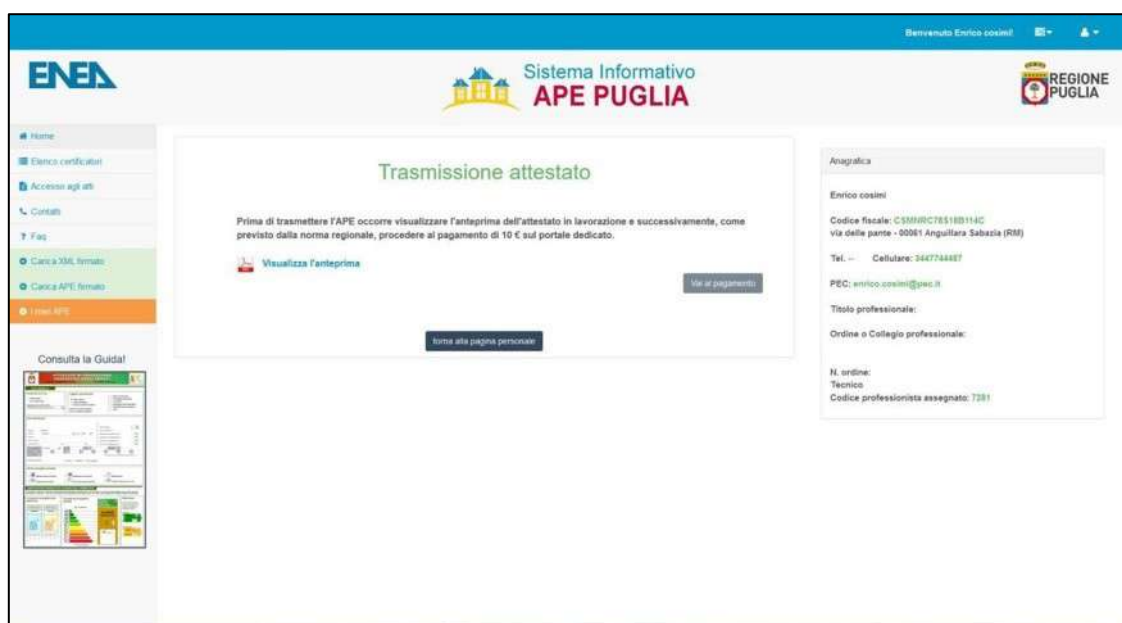 Benvenuto Enrico cosimi!
ENEA
Sistema Informativo
APE PUGLIA
REGIONE
PUGLIA
Home
Elenco certificatori
Accesso agli atti
Contatti
Faq
Carica XML firmato
Carica APE firmato
I miei APE
Consulta la Guida!
Trasmissione attestato
Prima di trasmettere l'APE occorre visualizzare l'anteprima dell'attestato in lavorazione e successivamente, come
previsto dalla norma regionale, procedere al pagamento di 10 € sul portale dedicato.
Visualizza l'anteprima
Vai al pagamento
torna alla pagina personale
Anagrafica
Enrico cosimi
Codice fiscale: CSMNRC78S18B114C
via delle pante - 00061 Anguillara Sabazia (RM)
Tel. -- Cellulare: 3447744487
PEC: enrico.cosimi@pec.it
Titolo professionale:
Ordine o Collegio professionale:
N. ordine:
Tecnico
Codice professionista assegnato: 7281